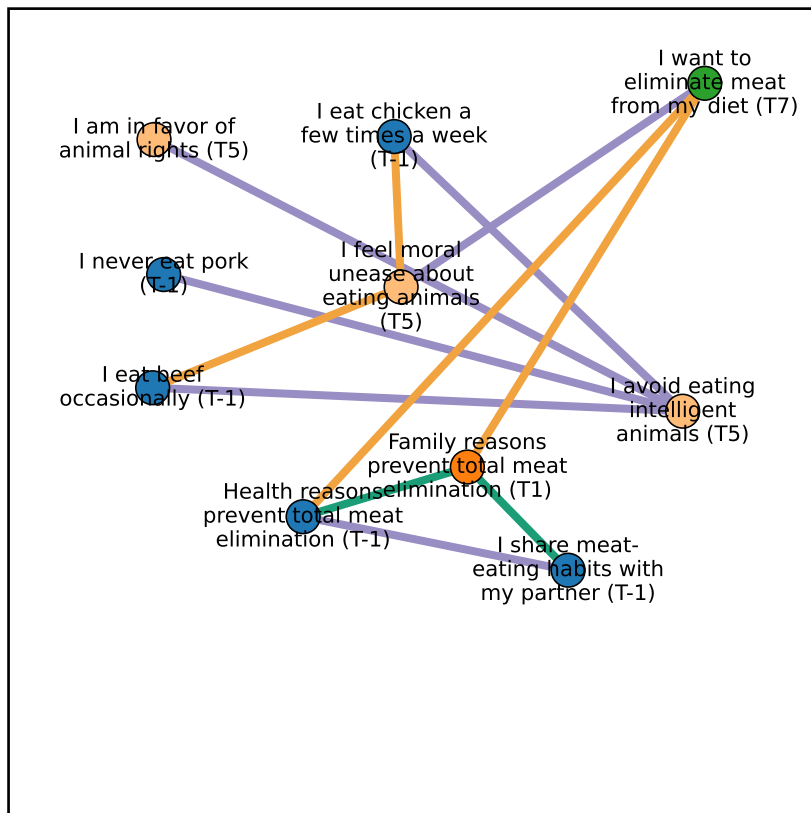 I want to
eliminate meat
from my diet (T7)
I eat chicken a
few times a week
(T-1)
I am in favor of
animal rights (T5)
I feel moral
unease about
eating animals
(T5)
I never eat pork
(T-1)
I eat beef
occasionally (T-1)
I avoid eating
intelligent
animals (T5)
Family reasons
prevent total meat
elimination (T1)
Health reasons
prevent total meat
elimination (T-1)
I share meat-
eating habits with
my partner (T-1)